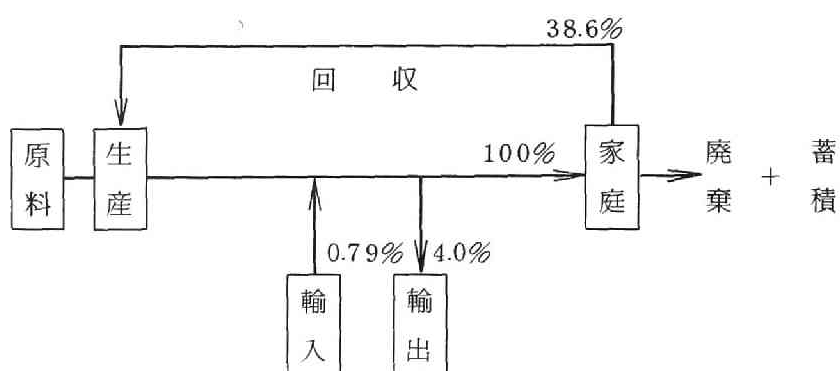 38.6%
回収
原料
生産
100%
家庭
廃棄
+
蓄積
0.79%
4.0%
輸入
輸出